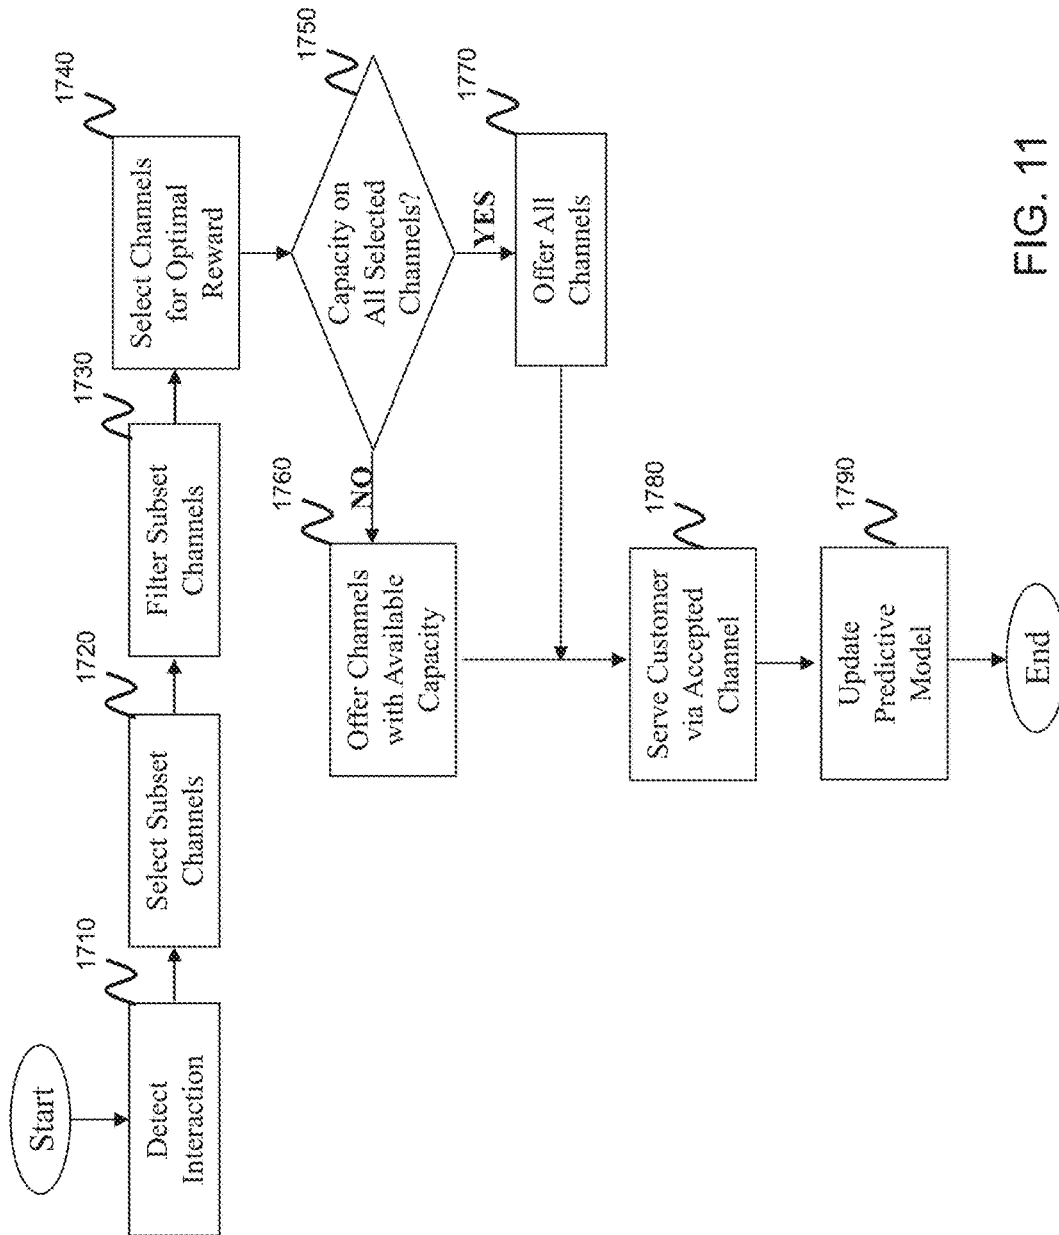 Start
1710
Detect
Interaction
1720
Select Subset
Channels
1730
Filter Subset
Channels
1740
Select Channels
for Optimal
Reward
1750
Capacity on
All Selected
Channels?
NO
YES
1760
Offer Channels
with Available
Capacity
1770
Offer All
Channels
1780
Serve Customer
via Accepted
Channel
1790
Update
Predictive
Model
End
FIG. 11